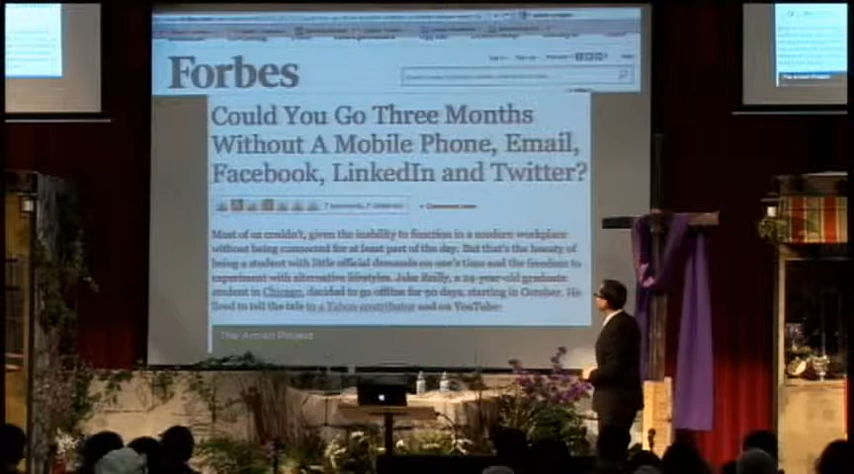 Forbes
Could You Go Three Months
Without A Mobile Phone, Email,
Facebook, LinkedIn and Twitter?
Most of us couldn't, given the inability to function in a modern workplace
without being connected for at least part of the day. But that's the beauty of
being a student with little official demands on one's time and the freedom to
experiment with alternative lifestyles. Jake Reilly, a 24-year-old graduate
student in Chicago, decided to go offline for 90 days, starting in October. He
lived to tell the tale to a Yahoo contributor and on YouTube:
The Amish Project